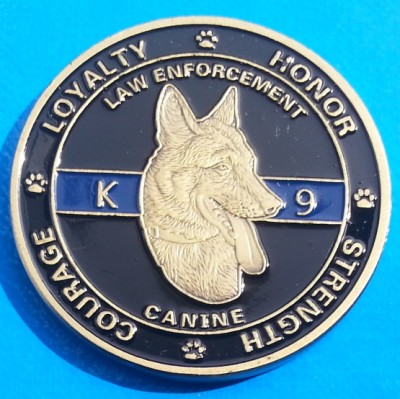 LOYALTY
HONOR
LAW ENFORCEMENT
K 9
CANINE
COURAGE
STRENGTH